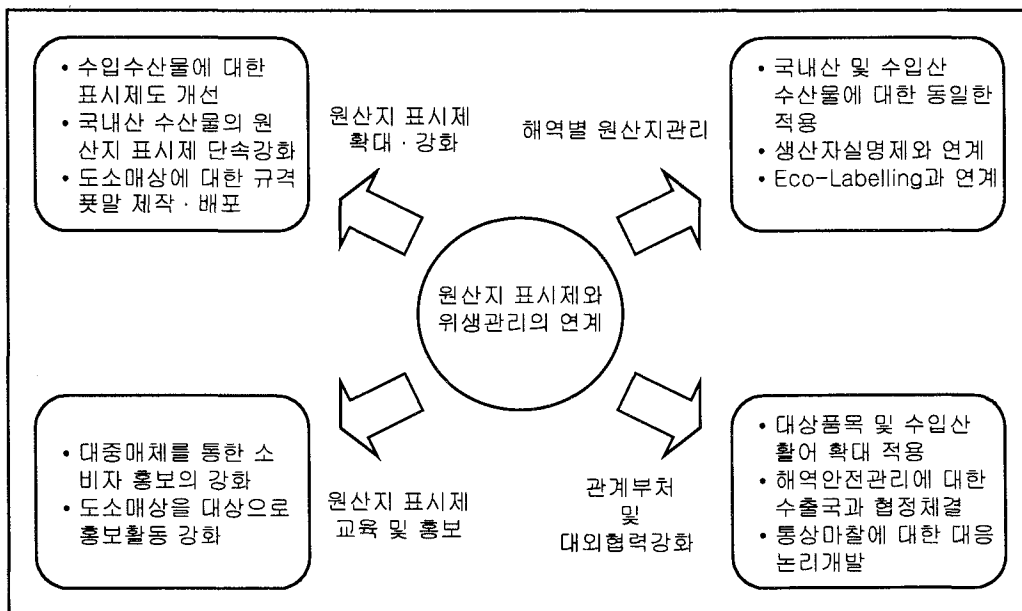 • 수입수산물에 대한
표시제도 개선
• 국내산 수산물의 원
산지 표시제 단속강화
• 도소매상에 대한 규격
푯말 제작 · 배포
원산지 표시제
확대 · 강화
해역별 원산지관리
• 국내산 및 수입산
수산물에 대한 동일한
적용
• 생산자실명제와 연계
• Eco-Labelling과 연계
원산지 표시제와
위생관리의 연계
• 대중매체를 통한 소
비자 홍보의 강화
• 도소매상을 대상으로
홍보활동 강화
원산지 표시제
교육 및 홍보
관계부처
및
대외협력강화
• 대상품목 및 수입산
활어 확대 적용
• 해역안전관리에 대한
수출국과 협정체결
• 통상마찰에 대한 대응
논리개발